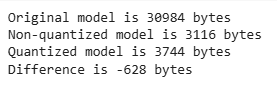 Original model is 30984 bytes
Non-quantized model is 3116 bytes
Quantized model is 3744 bytes
Difference is -628 bytes